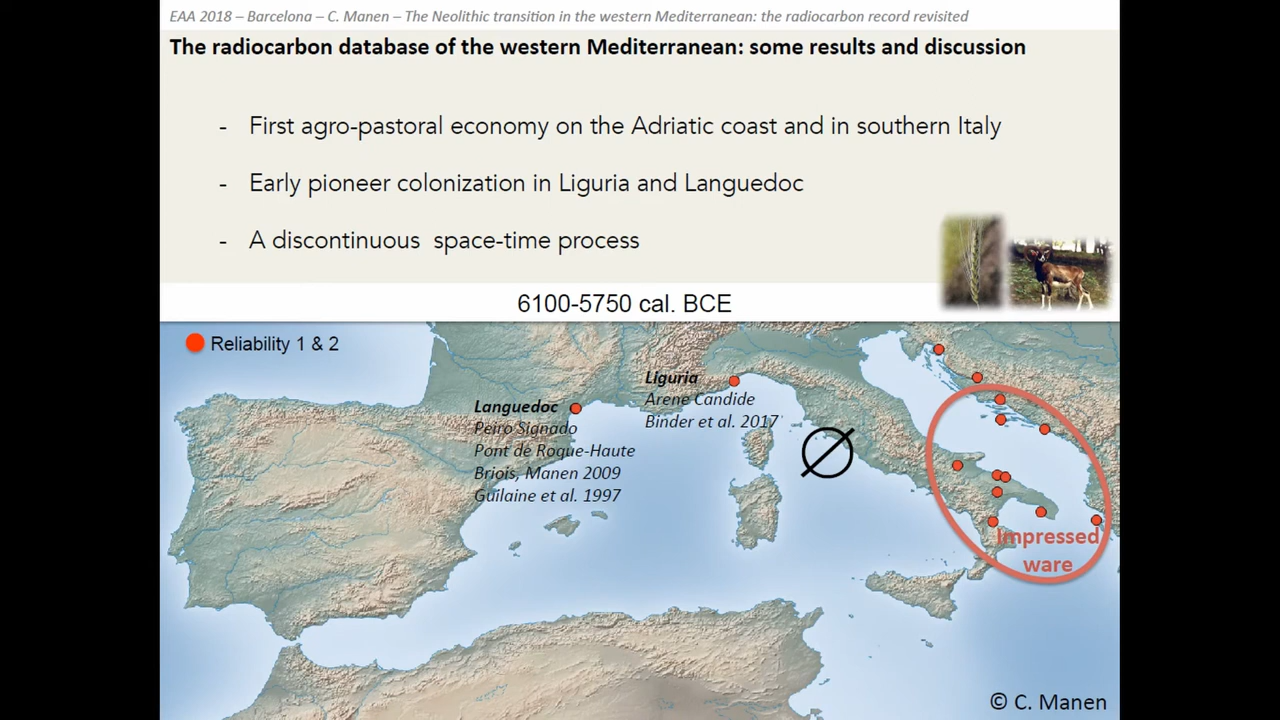 EAA 2018 – Barcelona – C. Manen – The Neolithic transition in the western Mediterranean: the radiocarbon record revisited
The radiocarbon database of the western Mediterranean: some results and discussion
- First agro-pastoral economy on the Adriatic coast and in southern Italy
- Early pioneer colonization in Liguria and Languedoc
- A discontinuous space-time process
6100-5750 cal. BCE
Reliability 1 & 2
Liguria
Arene Candide
Binder et al. 2017
Languedoc
Peiro Signado
Pont de Roque-Haute
Briois, Manen 2009
Guilaine et al. 1997
Impressed
ware
© C. Manen